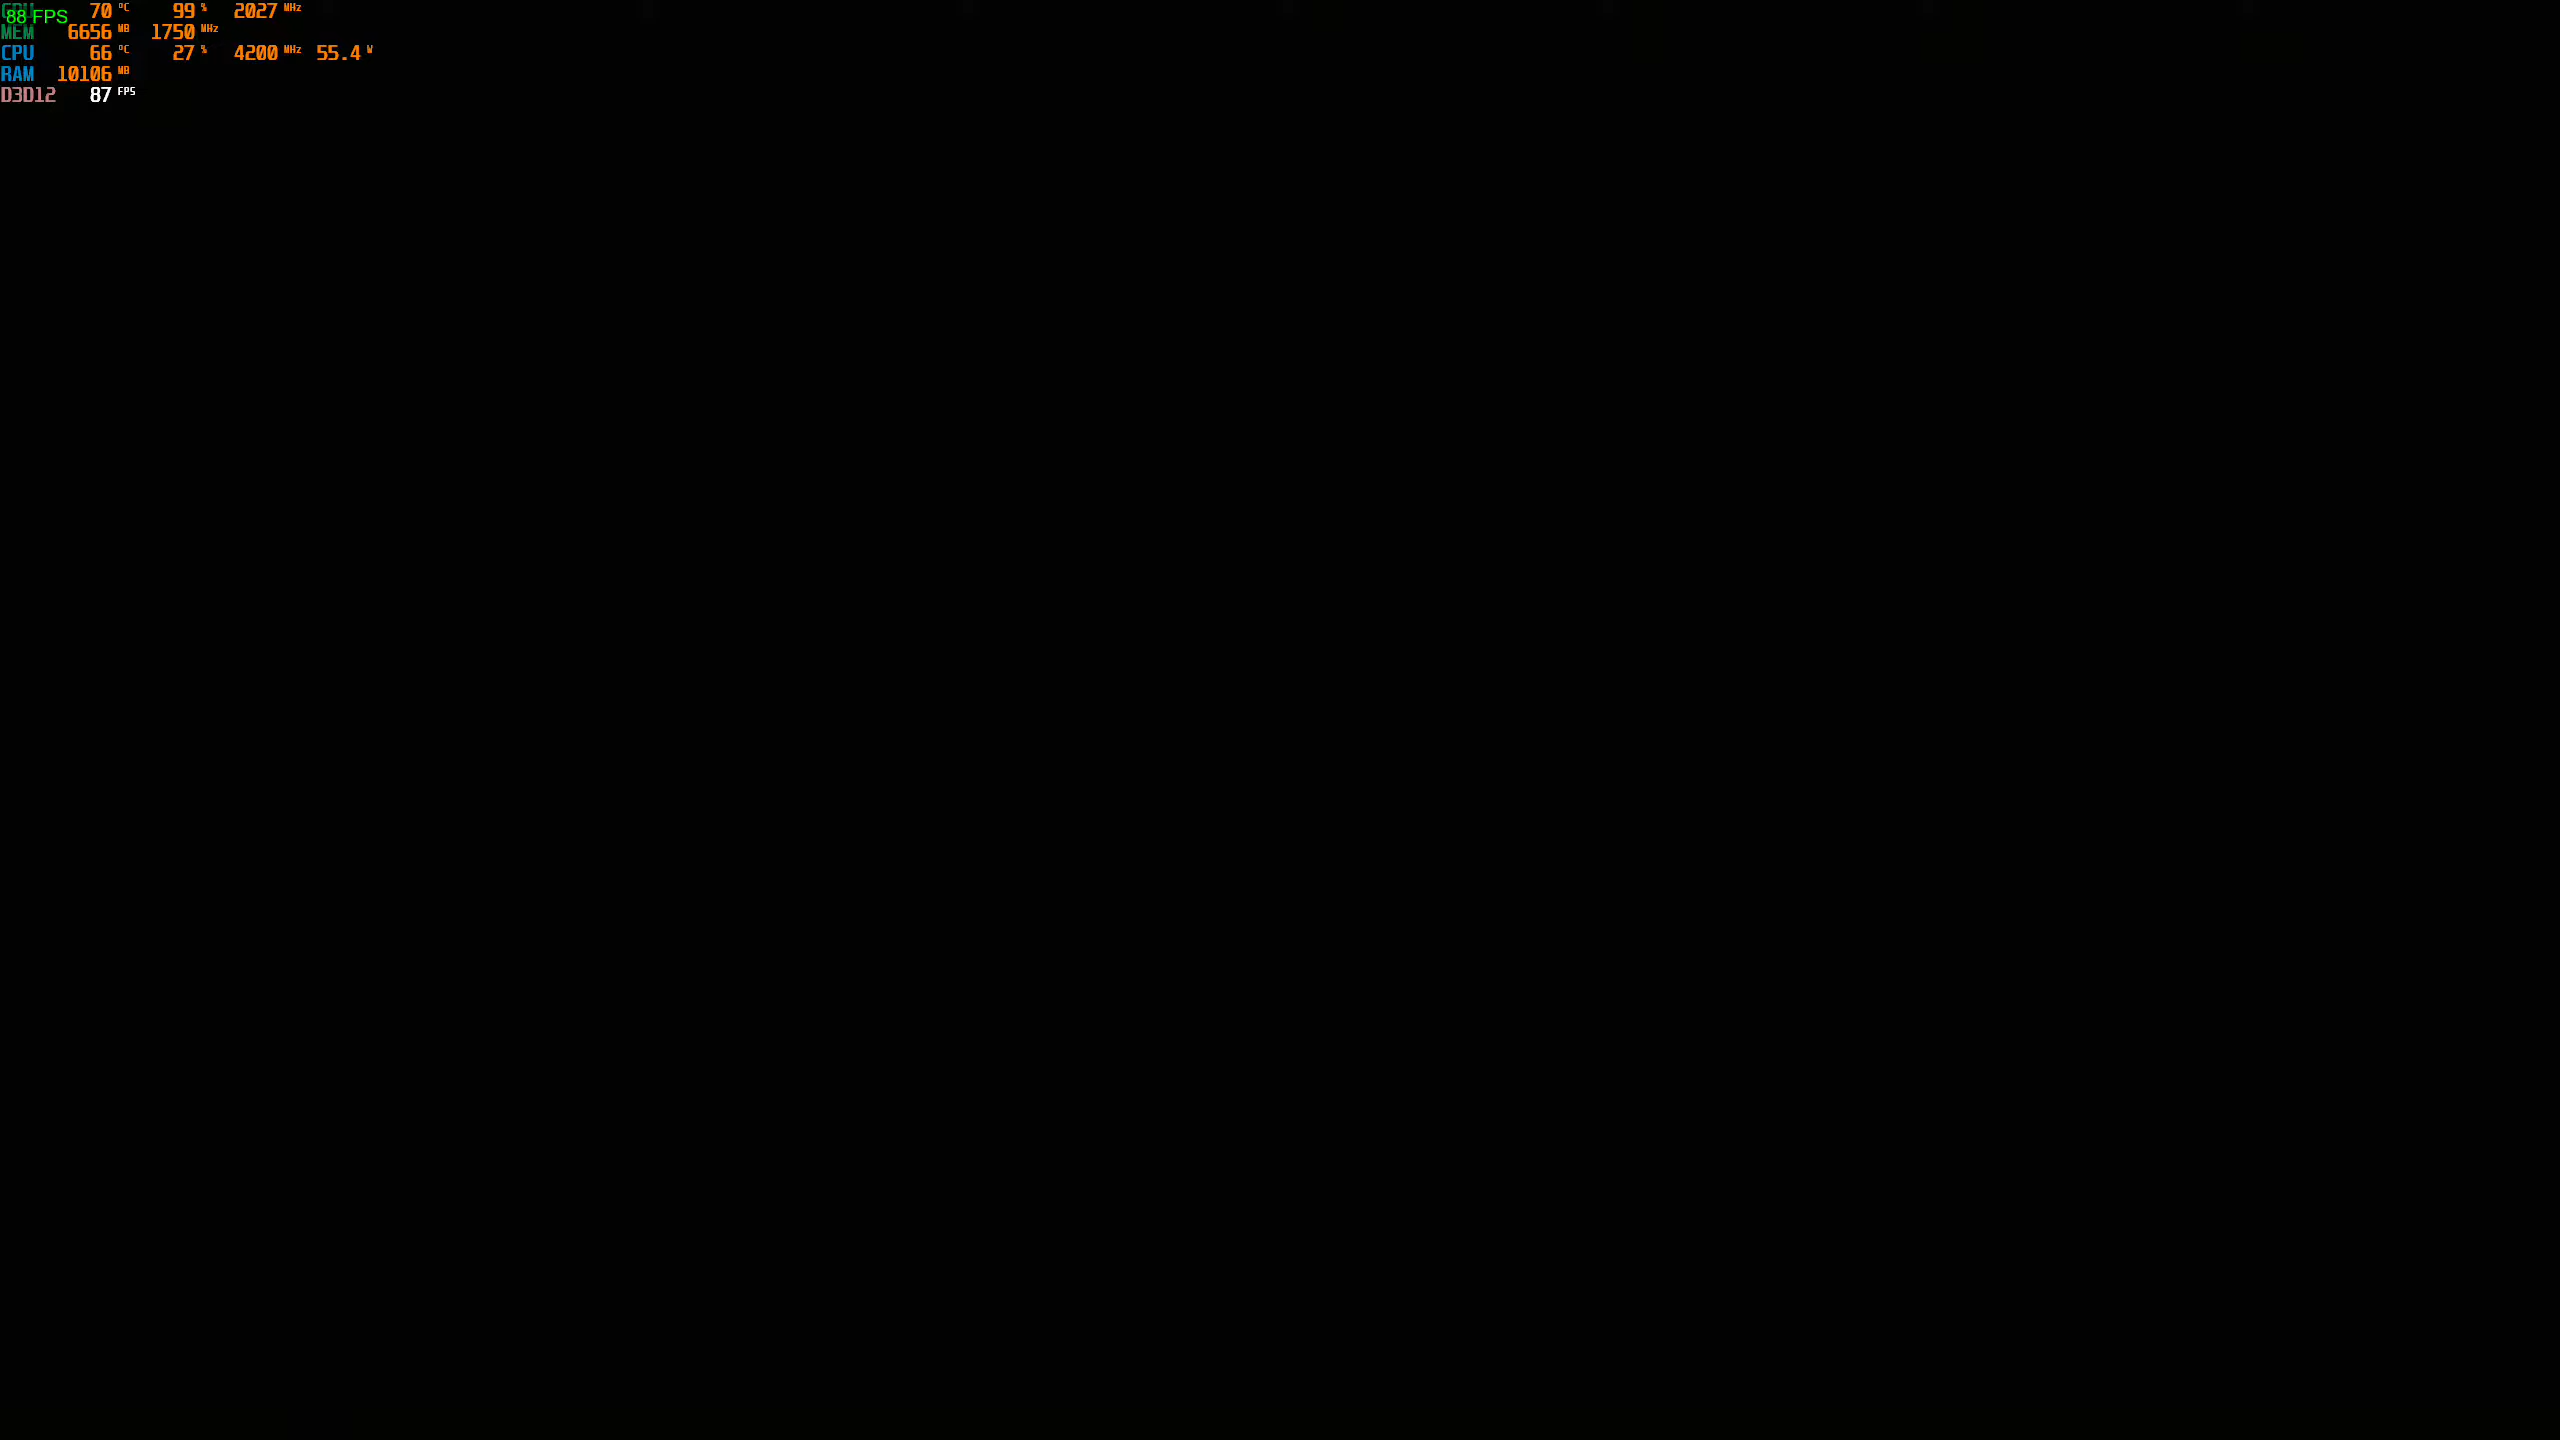 88 FPS
70 °C 99 % 2027 MHz
MEM 6656 MB 1750 MHz
CPU 66 °C 27 % 4200 MHz 55.4 W
RAM 10106 MB
D3D12 87 FPS